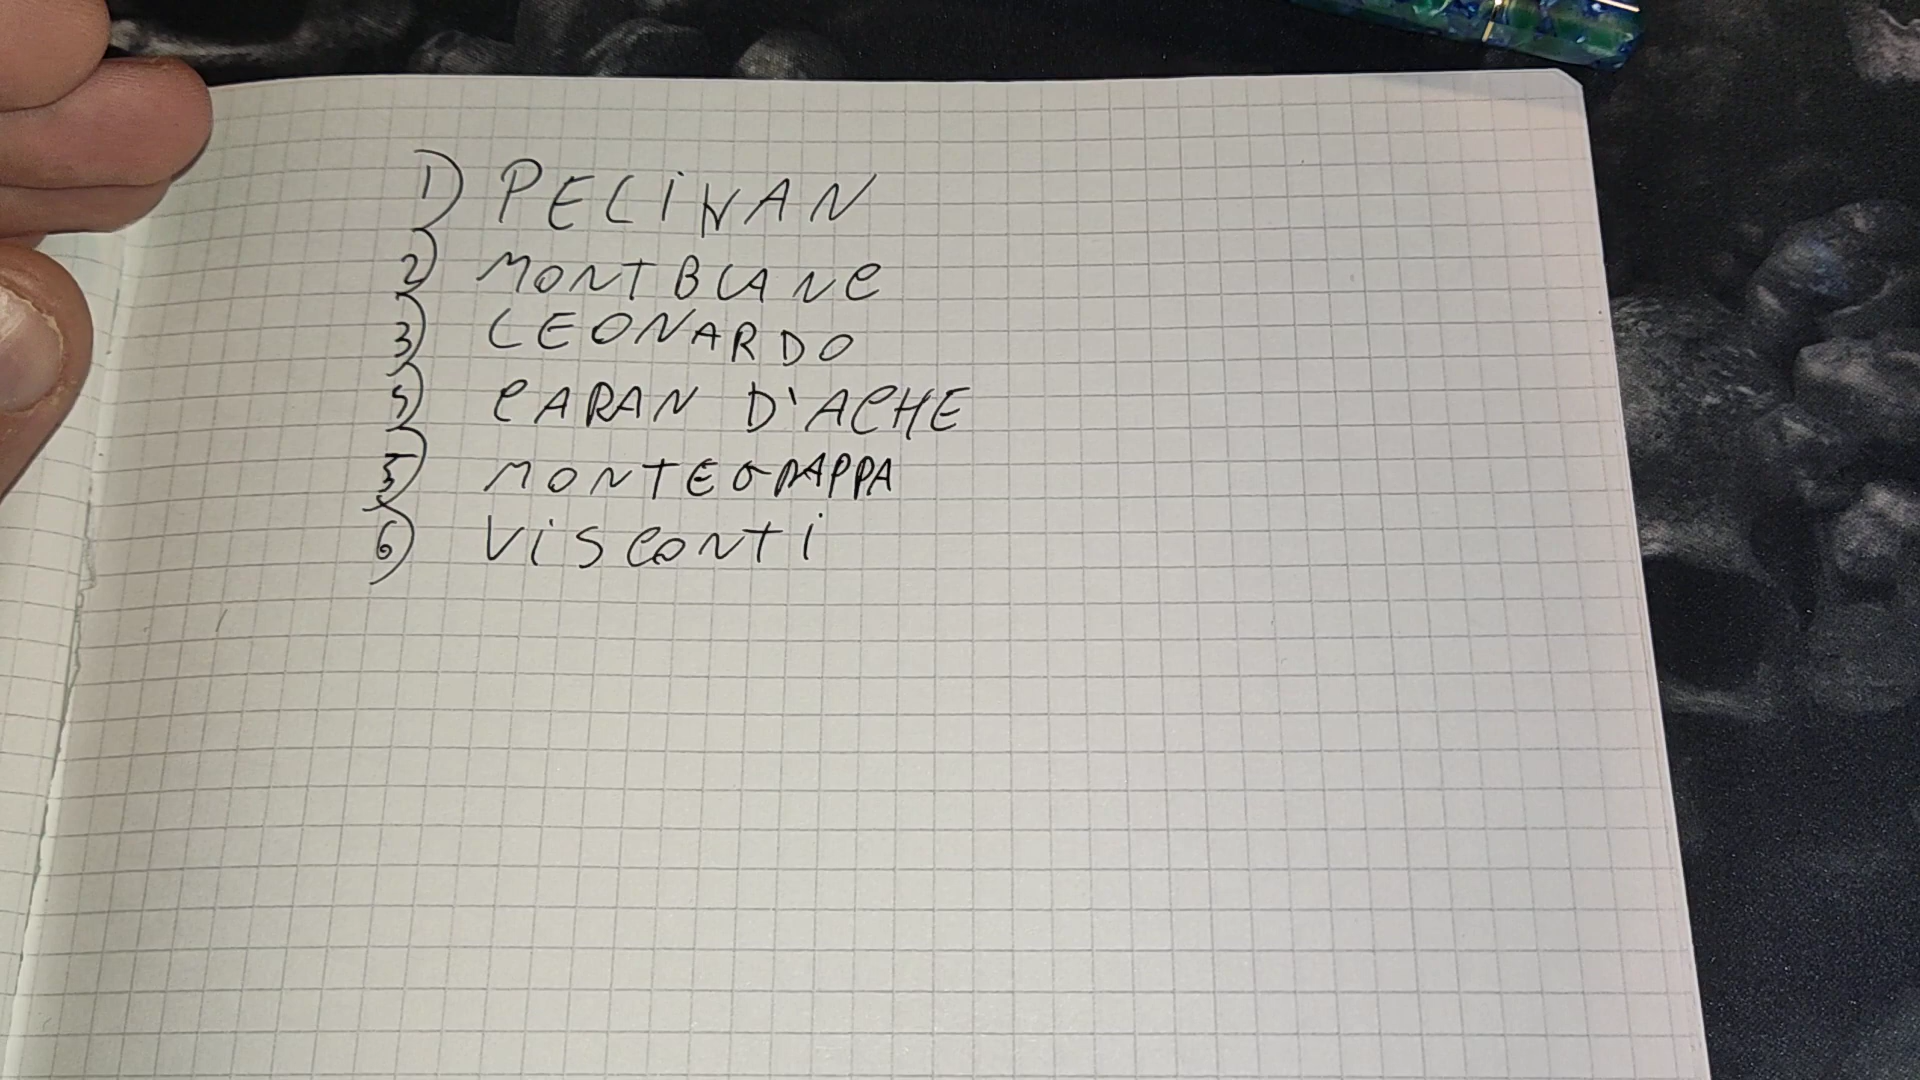 1) PELiKAN
2) MONTBLANC
3) LEONARDO
4) CARAN D'ACHE
5) MONTEGRAPPA
6) ViSCONTi